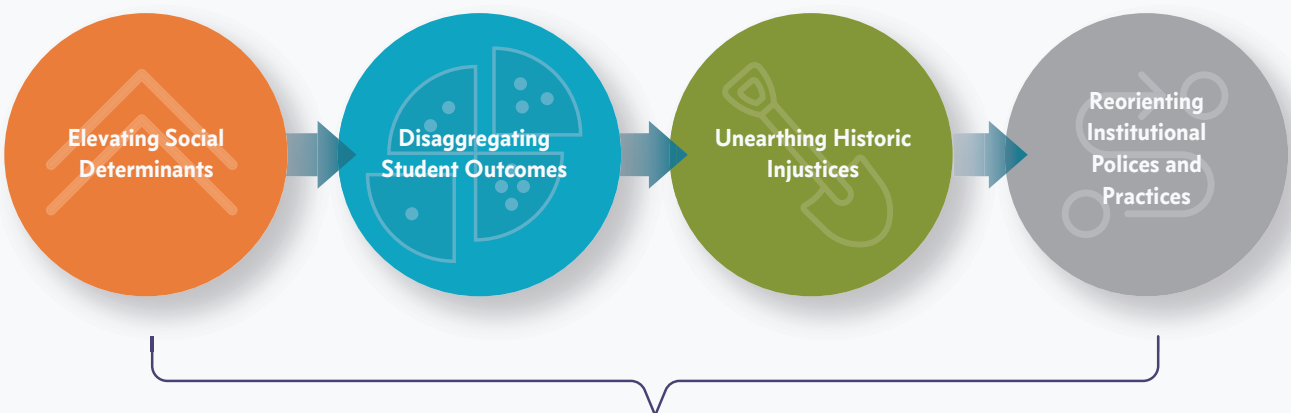 Elevating Social
Determinants
Disaggregating
Student Outcomes
Unearthing Historic
Injustices
Reorienting
Institutional
Polices and
Practices